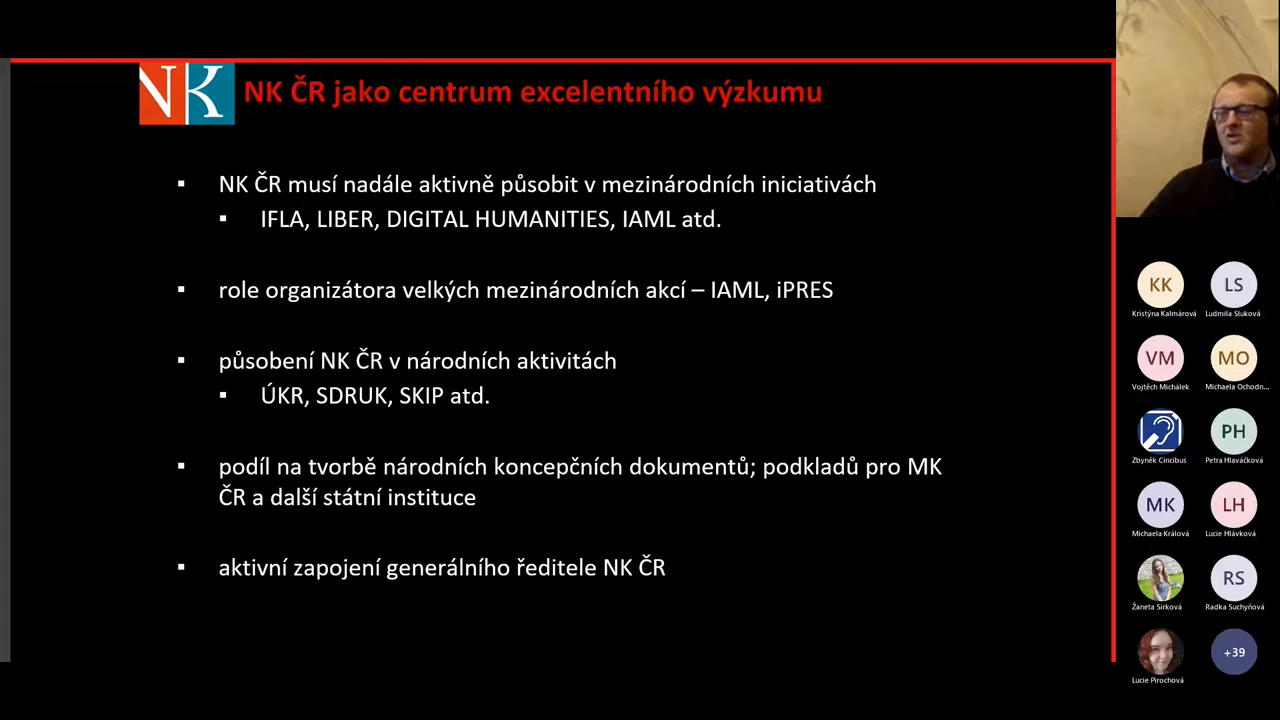 NK
NK ČR jako centrum excelentního výzkumu
▪ NK ČR musí nadále aktivně působit v mezinárodních iniciativách
▪ IFLA, LIBER, DIGITAL HUMANITIES, IAML atd.
▪ role organizátora velkých mezinárodních akcí – IAML, iPRES
▪ působení NK ČR v národních aktivitách
▪ ÚKR, SDRUK, SKIP atd.
▪ podíl na tvorbě národních koncepčních dokumentů; podkladů pro MK
ČR a další státní instituce
▪ aktivní zapojení generálního ředitele NK ČR
KK LS
Kristýna Kalmárová Ludmila Sluková
VM MO
Vojtěch Michálek Michaela Ochodn...
PH
Zbyněk Cincibus Petra Hlaváčková
MK LH
Michaela Králová Lucie Hlávková
RS
Žaneta Sirková Radka Suchyňová
+39
Lucie Pirochová